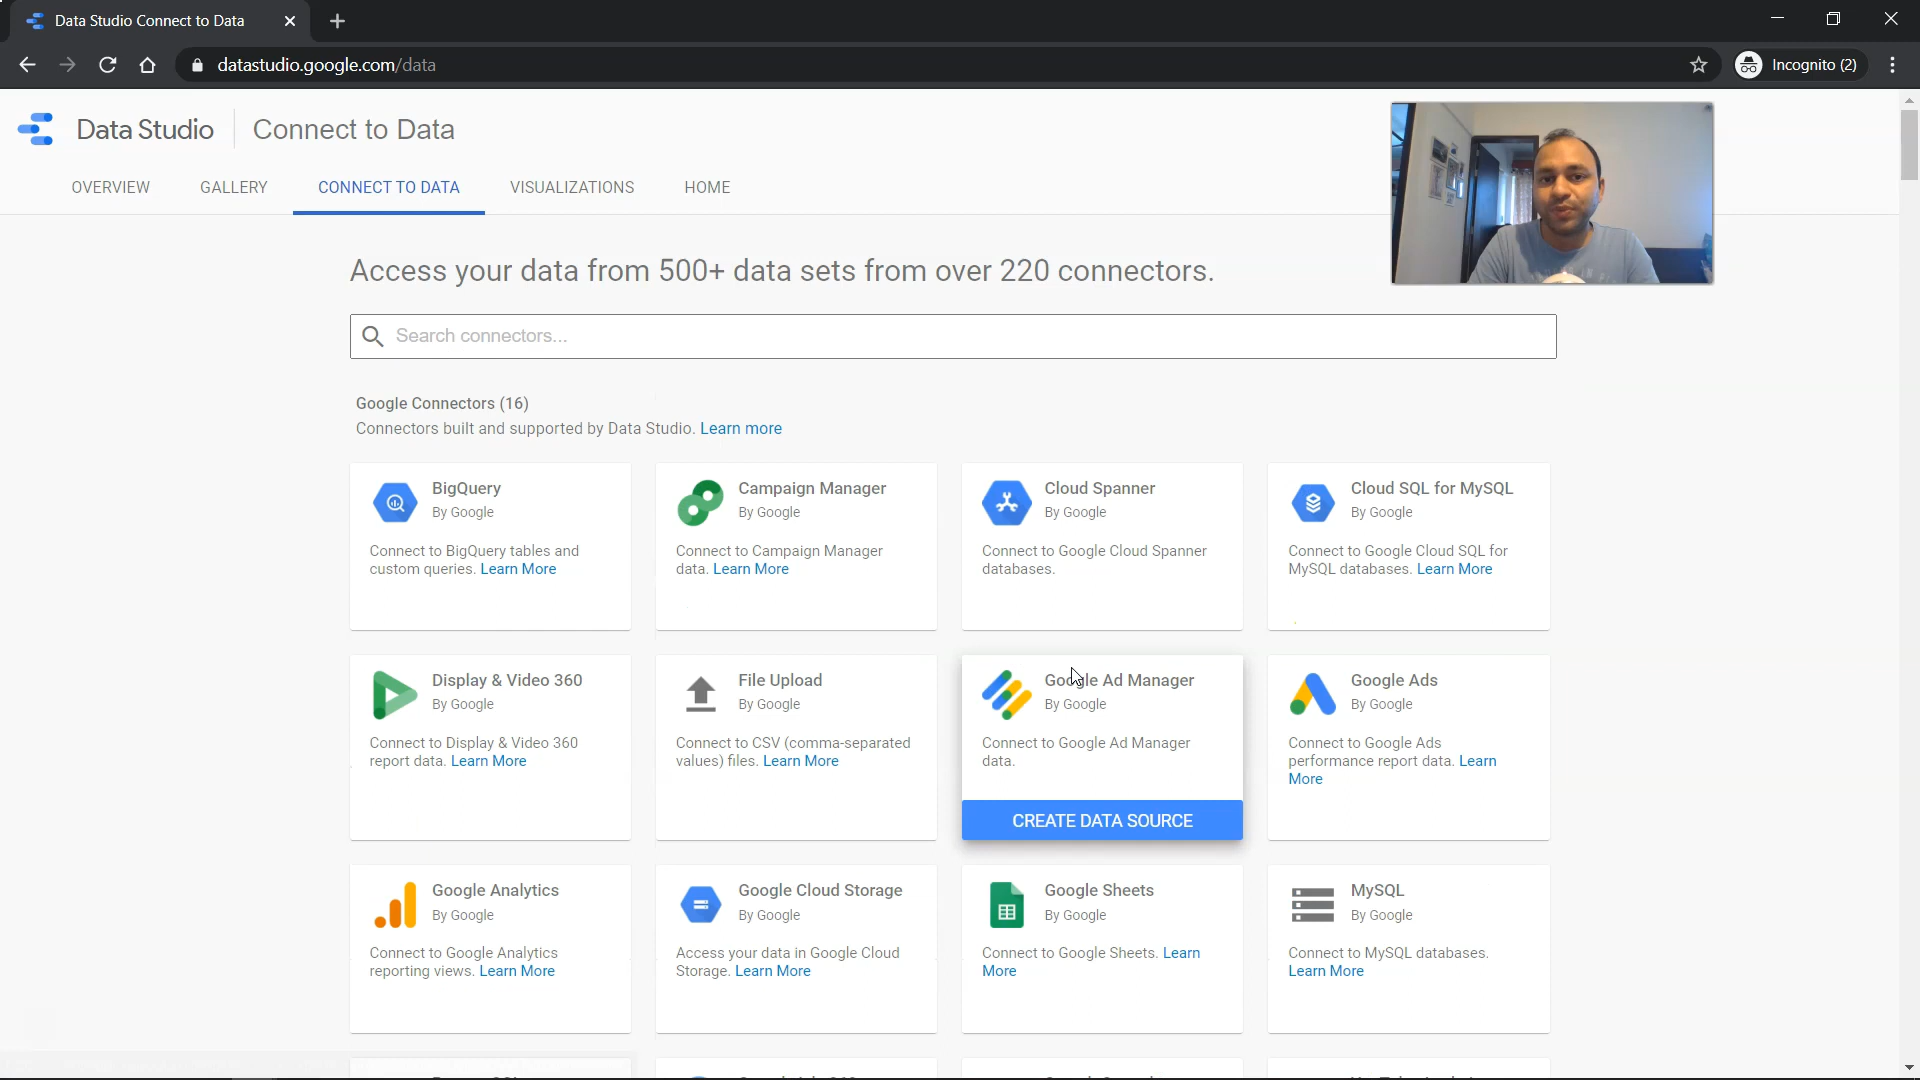 Data Studio Connect to Data
datastudio.google.com/data
Incognito (2)
Data Studio
Connect to Data
OVERVIEW
GALLERY
CONNECT TO DATA
VISUALIZATIONS
HOME
Access your data from 500+ data sets from over 220 connectors.
Search connectors...
Google Connectors (16)
Connectors built and supported by Data Studio. Learn more
BigQuery
By Google
Connect to BigQuery tables and
custom queries. Learn More
Campaign Manager
By Google
Connect to Campaign Manager
data. Learn More
Cloud Spanner
By Google
Connect to Google Cloud Spanner
databases.
Cloud SQL for MySQL
By Google
Connect to Google Cloud SQL for
MySQL databases. Learn More
Display & Video 360
By Google
Connect to Display & Video 360
report data. Learn More
File Upload
By Google
Connect to CSV (comma-separated
values) files. Learn More
Google Ad Manager
By Google
Connect to Google Ad Manager
data.
CREATE DATA SOURCE
Google Ads
By Google
Connect to Google Ads
performance report data. Learn
More
Google Analytics
By Google
Connect to Google Analytics
reporting views. Learn More
Google Cloud Storage
By Google
Access your data in Google Cloud
Storage. Learn More
Google Sheets
By Google
Connect to Google Sheets. Learn
More
MySQL
By Google
Connect to MySQL databases.
Learn More